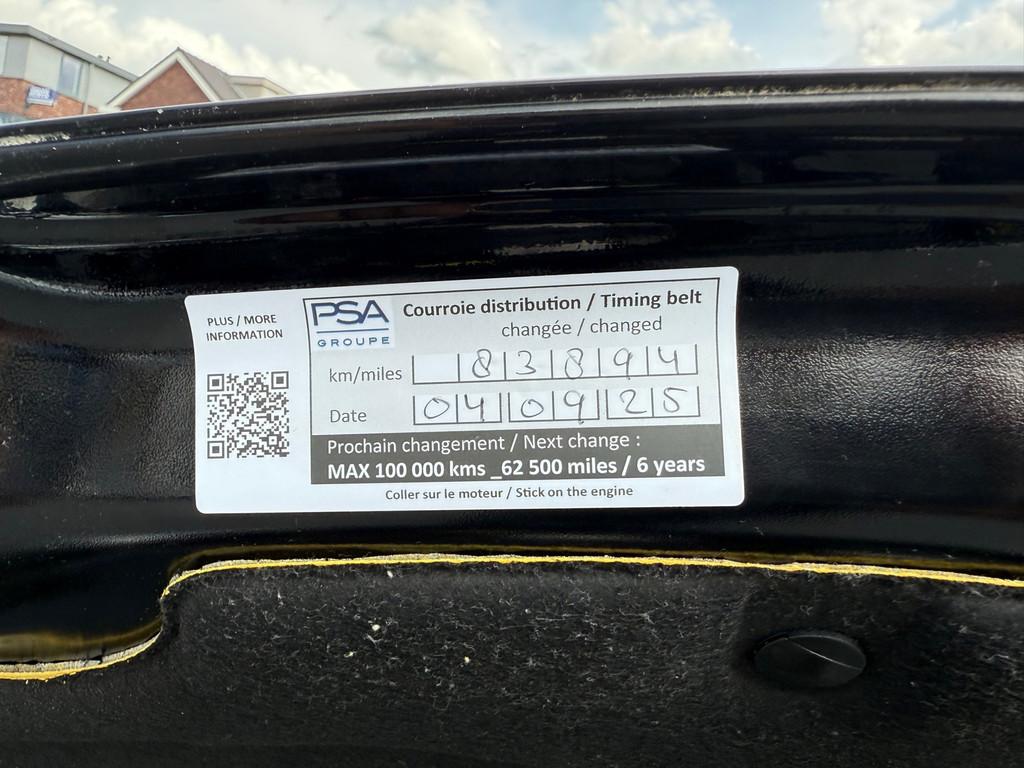 PLUS / MORE
INFORMATION
PSA
GROUPE
Courroie distribution / Timing belt
changée / changed
km/miles 83894
Date 040925
Prochain changement / Next change :
MAX 100 000 kms _62 500 miles / 6 years
Coller sur le moteur / Stick on the engine